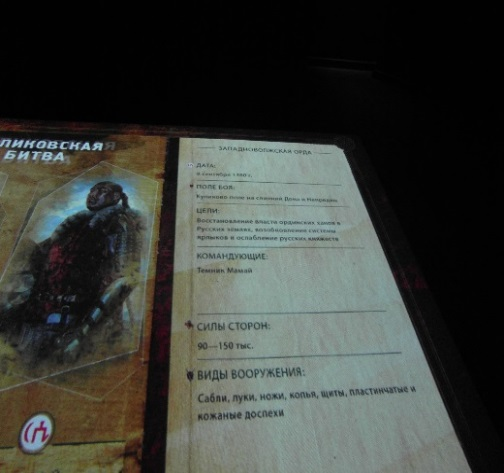 ЛИКОВСКАЯ
БИТВА
ЗАПАДНОВОЛЖСКАЯ ОРДА
ДАТА:
8 сентября 1380 г.
ПОЛЕ БОЯ:
Куликово поле на слиянии Дона и Непрядвы
ЦЕЛИ:
Восстановление власти ордынских ханов в
Русских землях, возобновление системы
ярлыков и ослабление русских княжеств
КОМАНДУЮЩИЕ:
Темник Мамай
СИЛЫ СТОРОН:
90—150 тыс.
ВИДЫ ВООРУЖЕНИЯ:
Сабли, луки, ножи, копья, щиты, пластинчатые и
кожаные доспехи